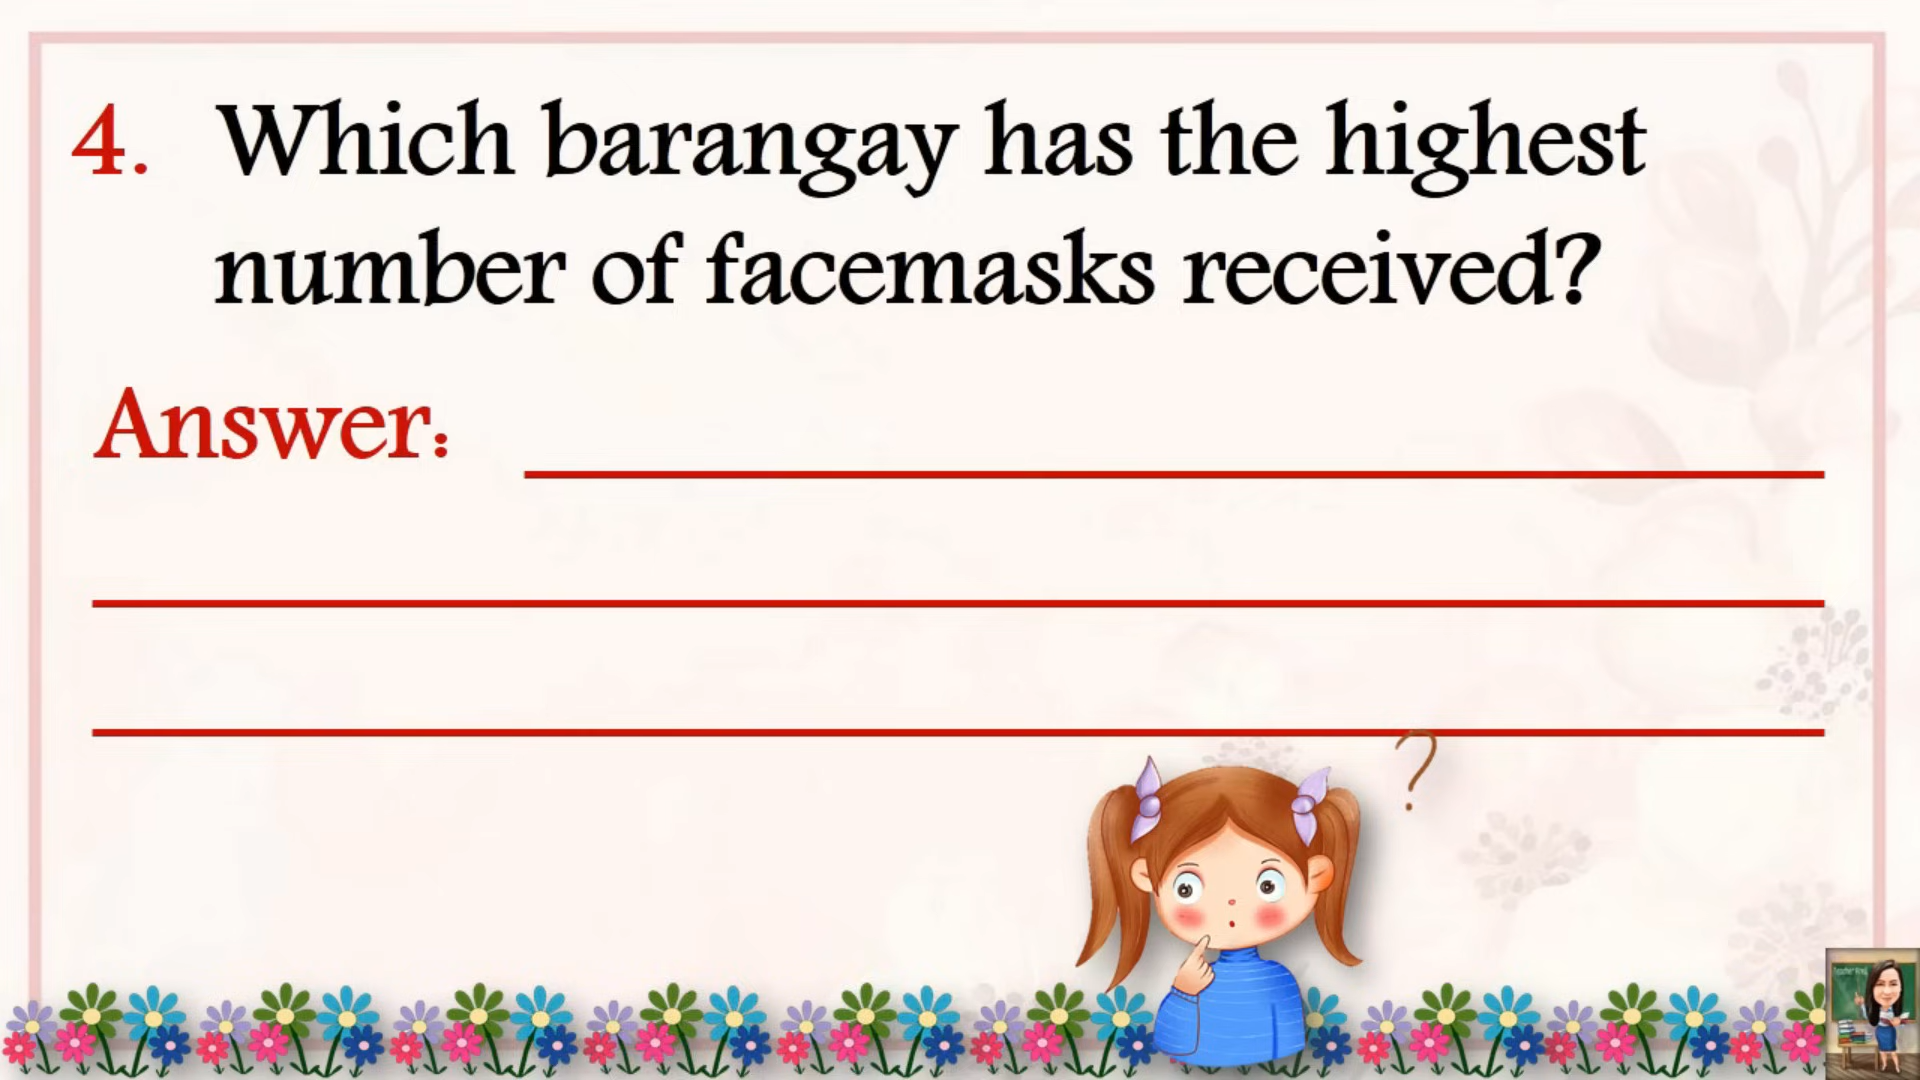 4. Which barangay has the highest
number of facemasks received?
Answer:
?